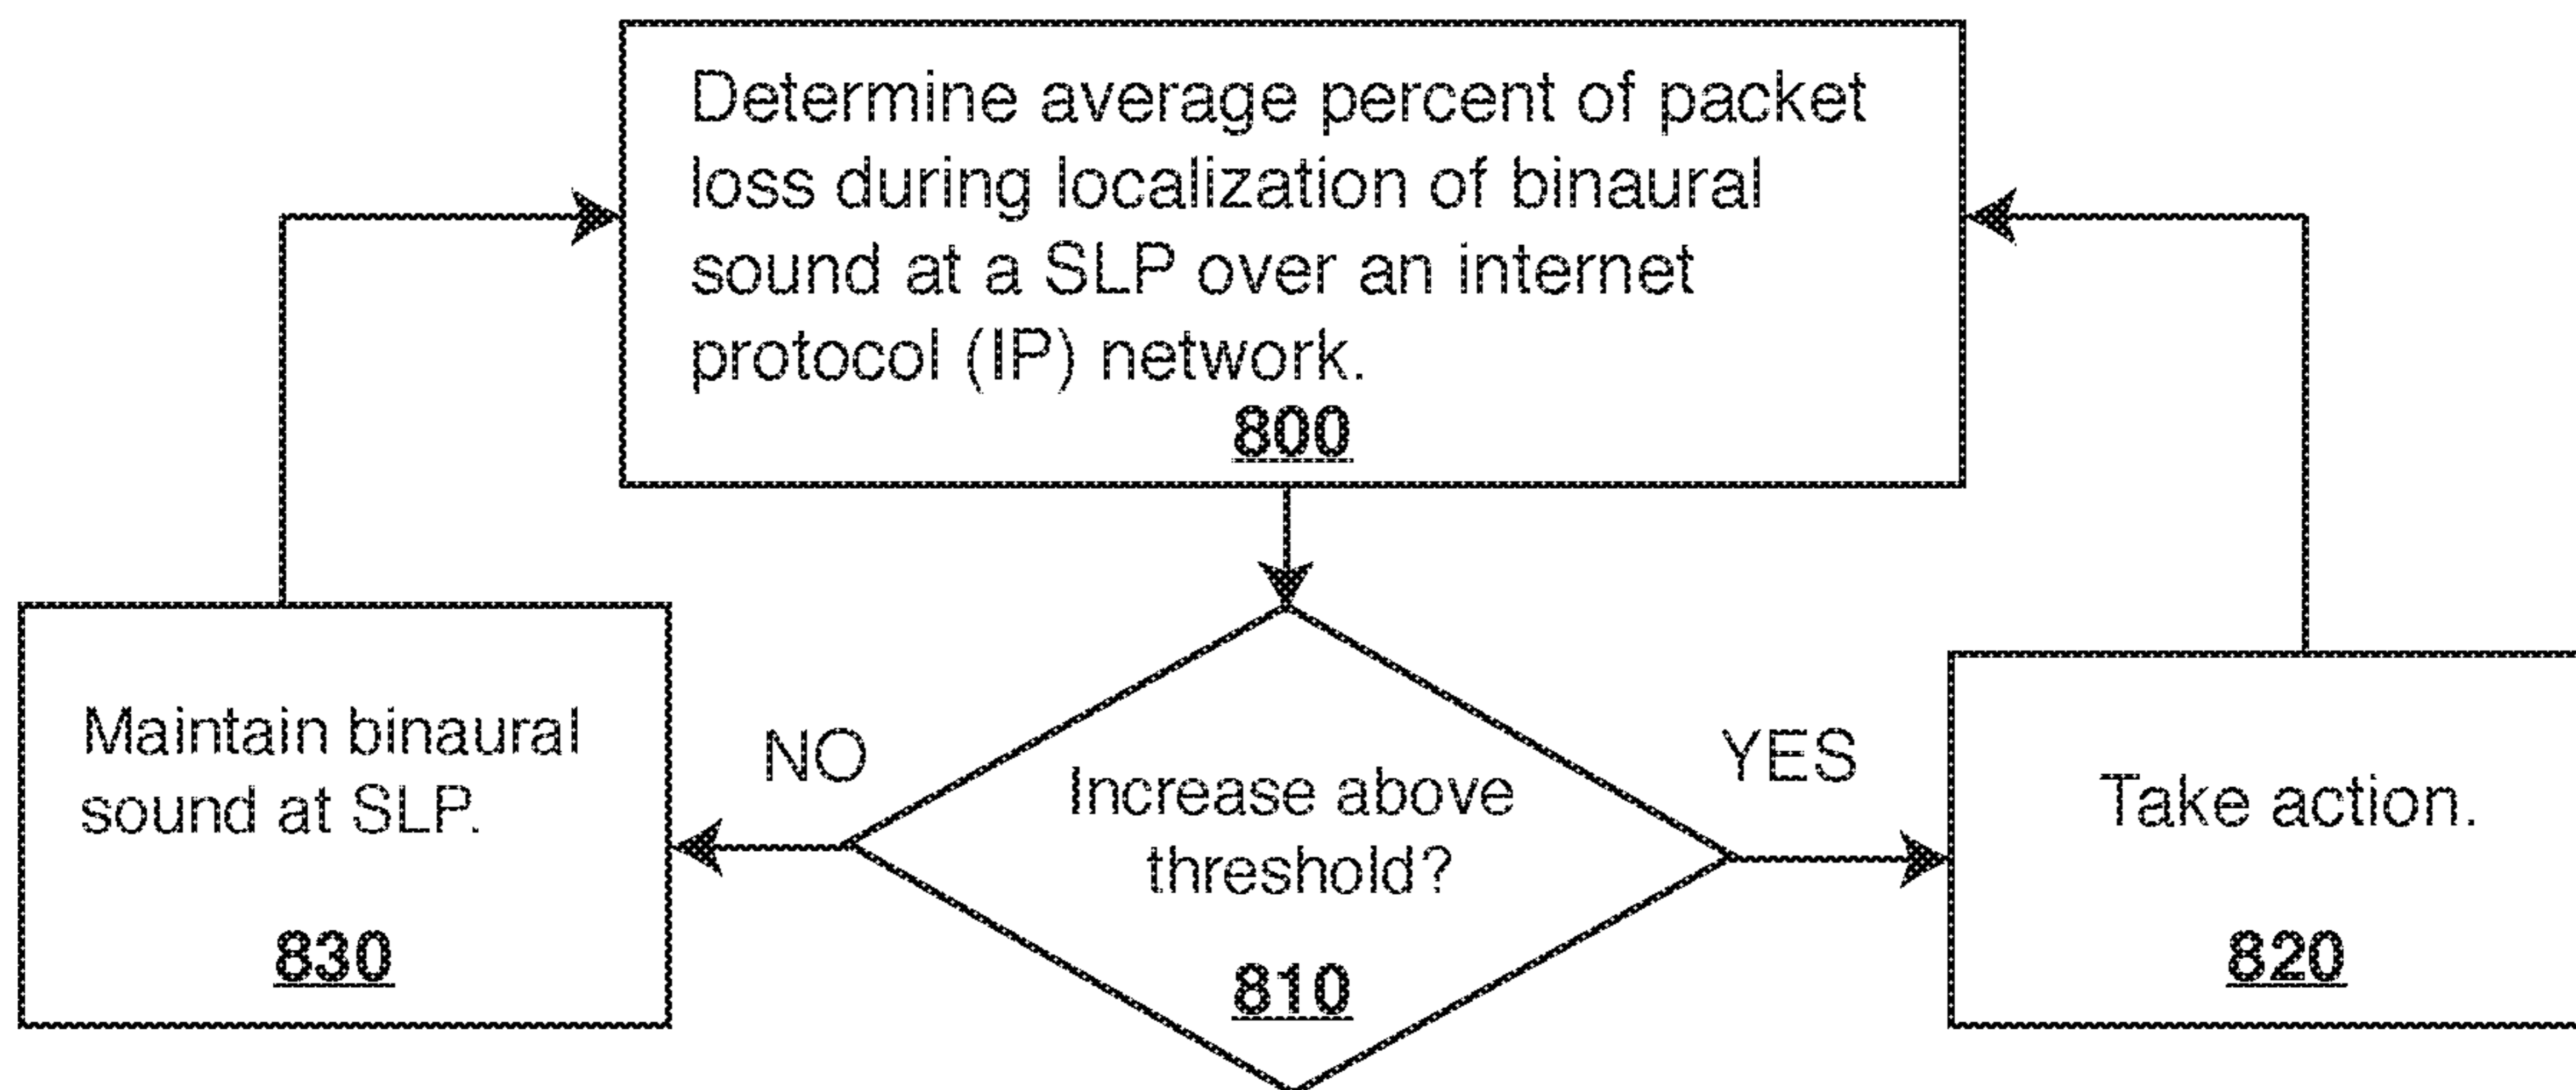 Determine average percent of packet
loss during localization of binaural
sound at a SLP over an internet
protocol (IP) network.
800
Maintain binaural
sound at SLP.
830
NO
Increase above
threshold?
810
YES
Take action.
820